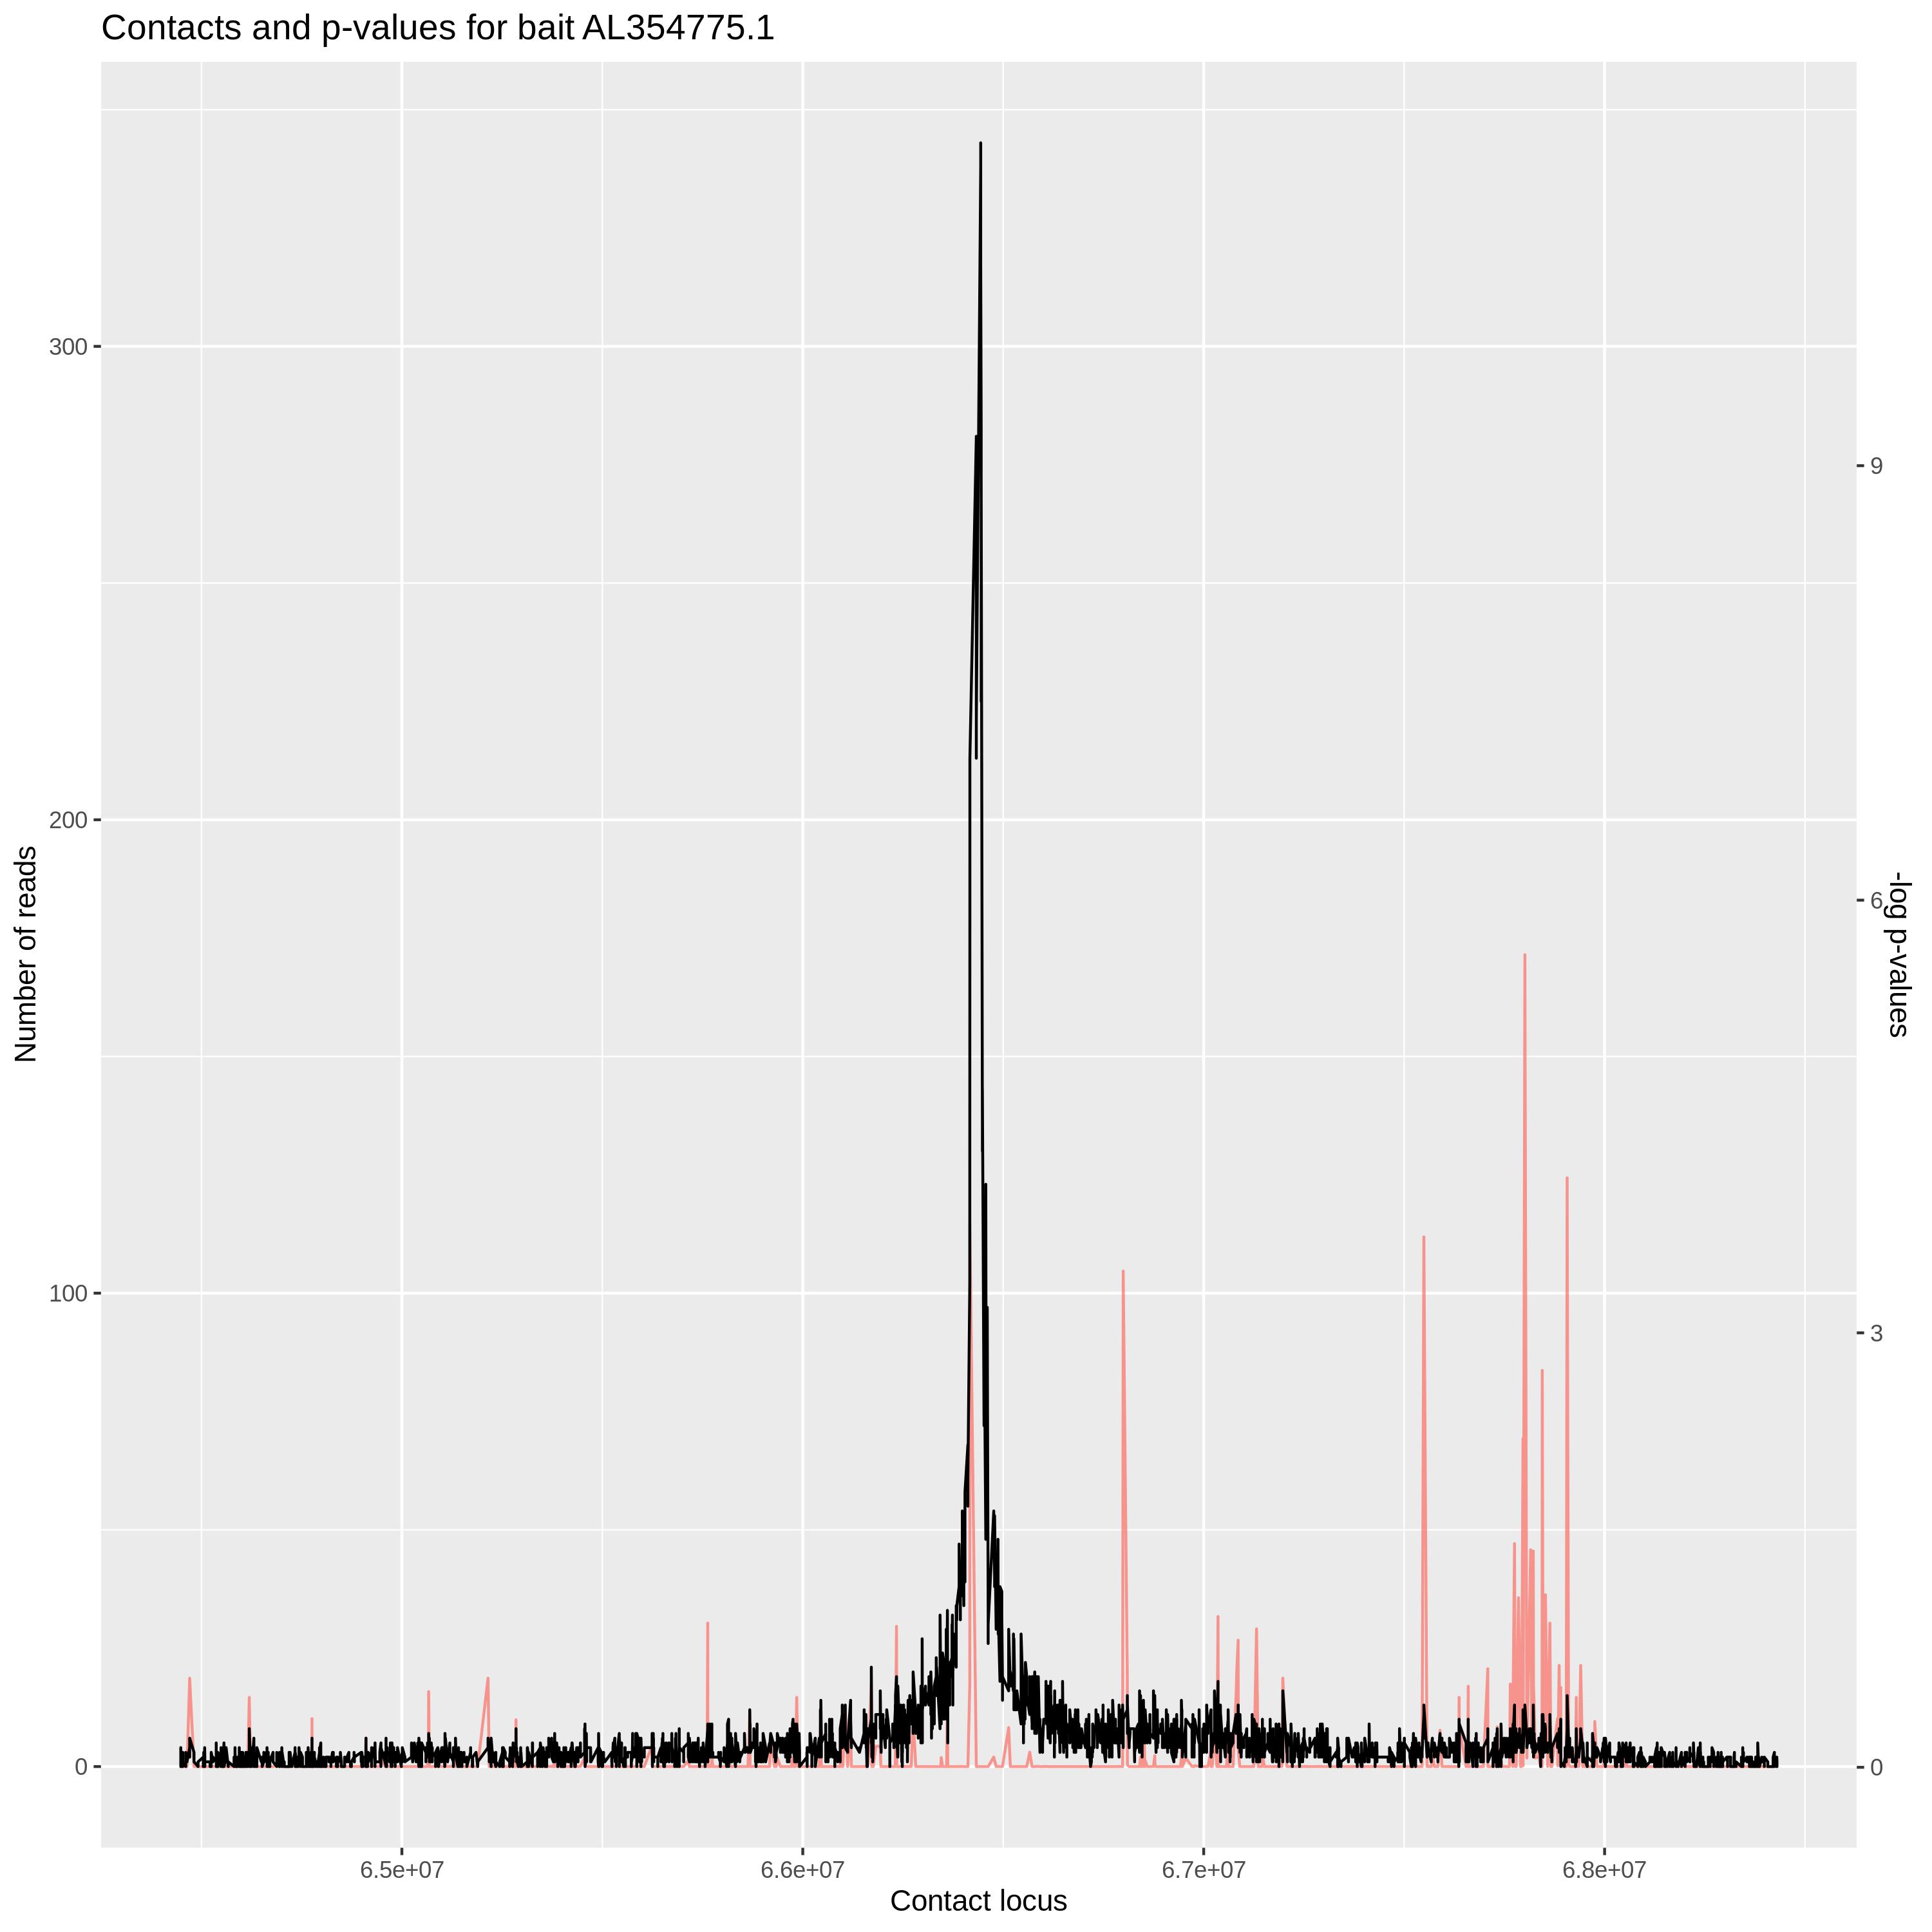 Contacts and p-values for bait AL354775.1
300
200
100
0
Number of reads
9
6
3
0
-log p-values
6.5e+07 6.6e+07 6.7e+07 6.8e+07
Contact locus